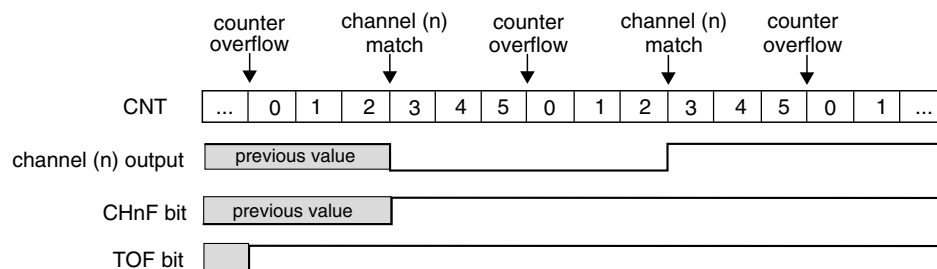 counter overflow
channel (n) match
counter overflow
channel (n) match
counter overflow
CNT ... 0 1 2 3 4 5 0 1 2 3 4 5 0 1 ...
channel (n) output previous value
CHnF bit previous value
TOF bit